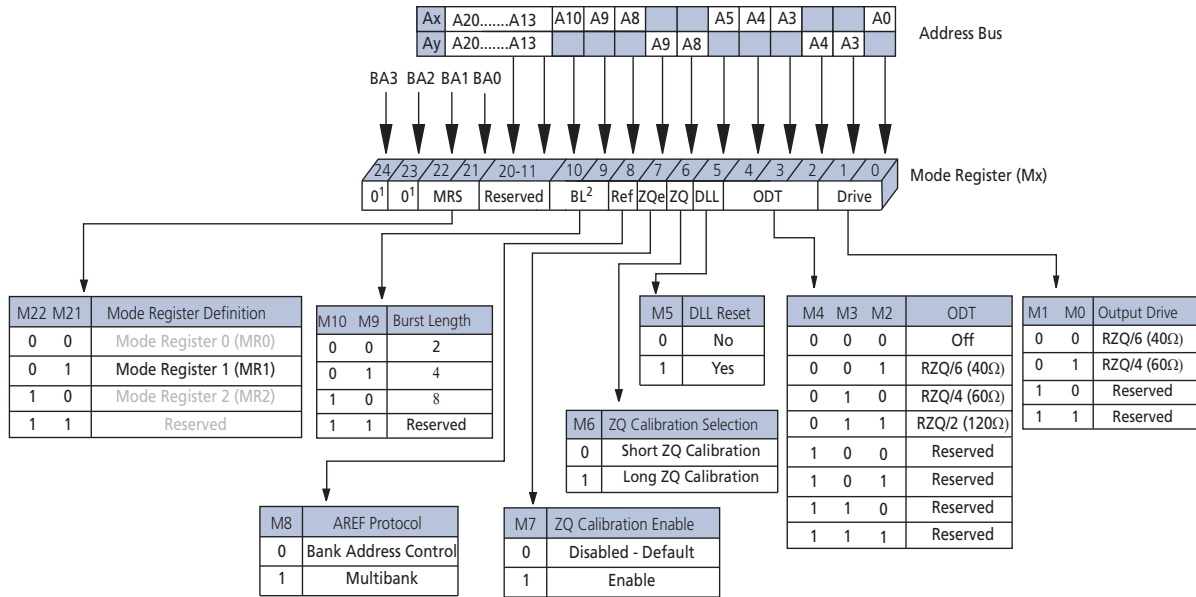 Ax A20.......A13 A10 A9 A8 A5 A4 A3 A0
Ay A20.......A13 A9 A8 A4 A3
Address Bus
BA3 BA2 BA1 BA0
24 23 22 21 20-11 10 9 8 7 6 5 4 3 2 1 0
Mode Register (Mx)
0¹ 0¹ MRS Reserved BL² Ref ZQe ZQ DLL ODT Drive
M22 M21 Mode Register Definition
0 0 Mode Register 0 (MR0)
0 1 Mode Register 1 (MR1)
1 0 Mode Register 2 (MR2)
1 1 Reserved
M10 M9 Burst Length
0 0 2
0 1 4
1 0 8
1 1 Reserved
M5 DLL Reset
0 No
1 Yes
M4 M3 M2 ODT
0 0 0 Off
0 0 1 RZQ/6 (40Ω)
0 1 0 RZQ/4 (60Ω)
0 1 1 RZQ/2 (120Ω)
1 0 0 Reserved
1 0 1 Reserved
1 1 0 Reserved
1 1 1 Reserved
M1 M0 Output Drive
0 0 RZQ/6 (40Ω)
0 1 RZQ/4 (60Ω)
1 0 Reserved
1 1 Reserved
M6 ZQ Calibration Selection
0 Short ZQ Calibration
1 Long ZQ Calibration
M8 AREF Protocol
0 Bank Address Control
1 Multibank
M7 ZQ Calibration Enable
0 Disabled - Default
1 Enable